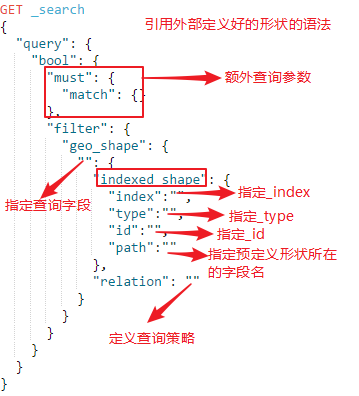 GET _search
引用外部定义好的形状的语法
{
"query": {
"bool": {
"must": {
额外查询参数
"match": {}
},
"filter": {
"geo_shape": {
"": {
"indexed_shape": {
指定查询字段
"index":"",
指定_index
"type":"",
指定_type
"id":"",
指定_id
"path":""
指定预定义形状所在的字段名
},
"relation": ""
}
}
定义查询策略
}
}
}
}